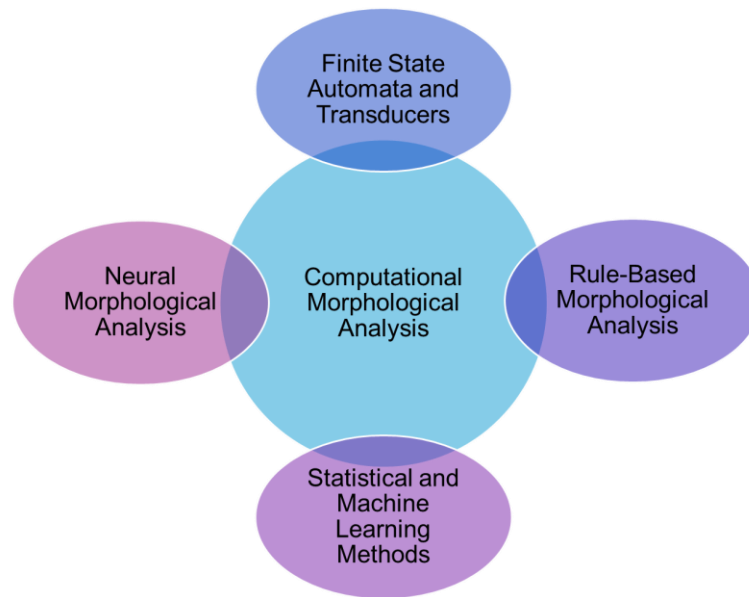 Finite State
Automata and
Transducers
Neural
Morphological
Analysis
Computational
Morphological
Analysis
Rule-Based
Morphological
Analysis
Statistical and
Machine
Learning
Methods